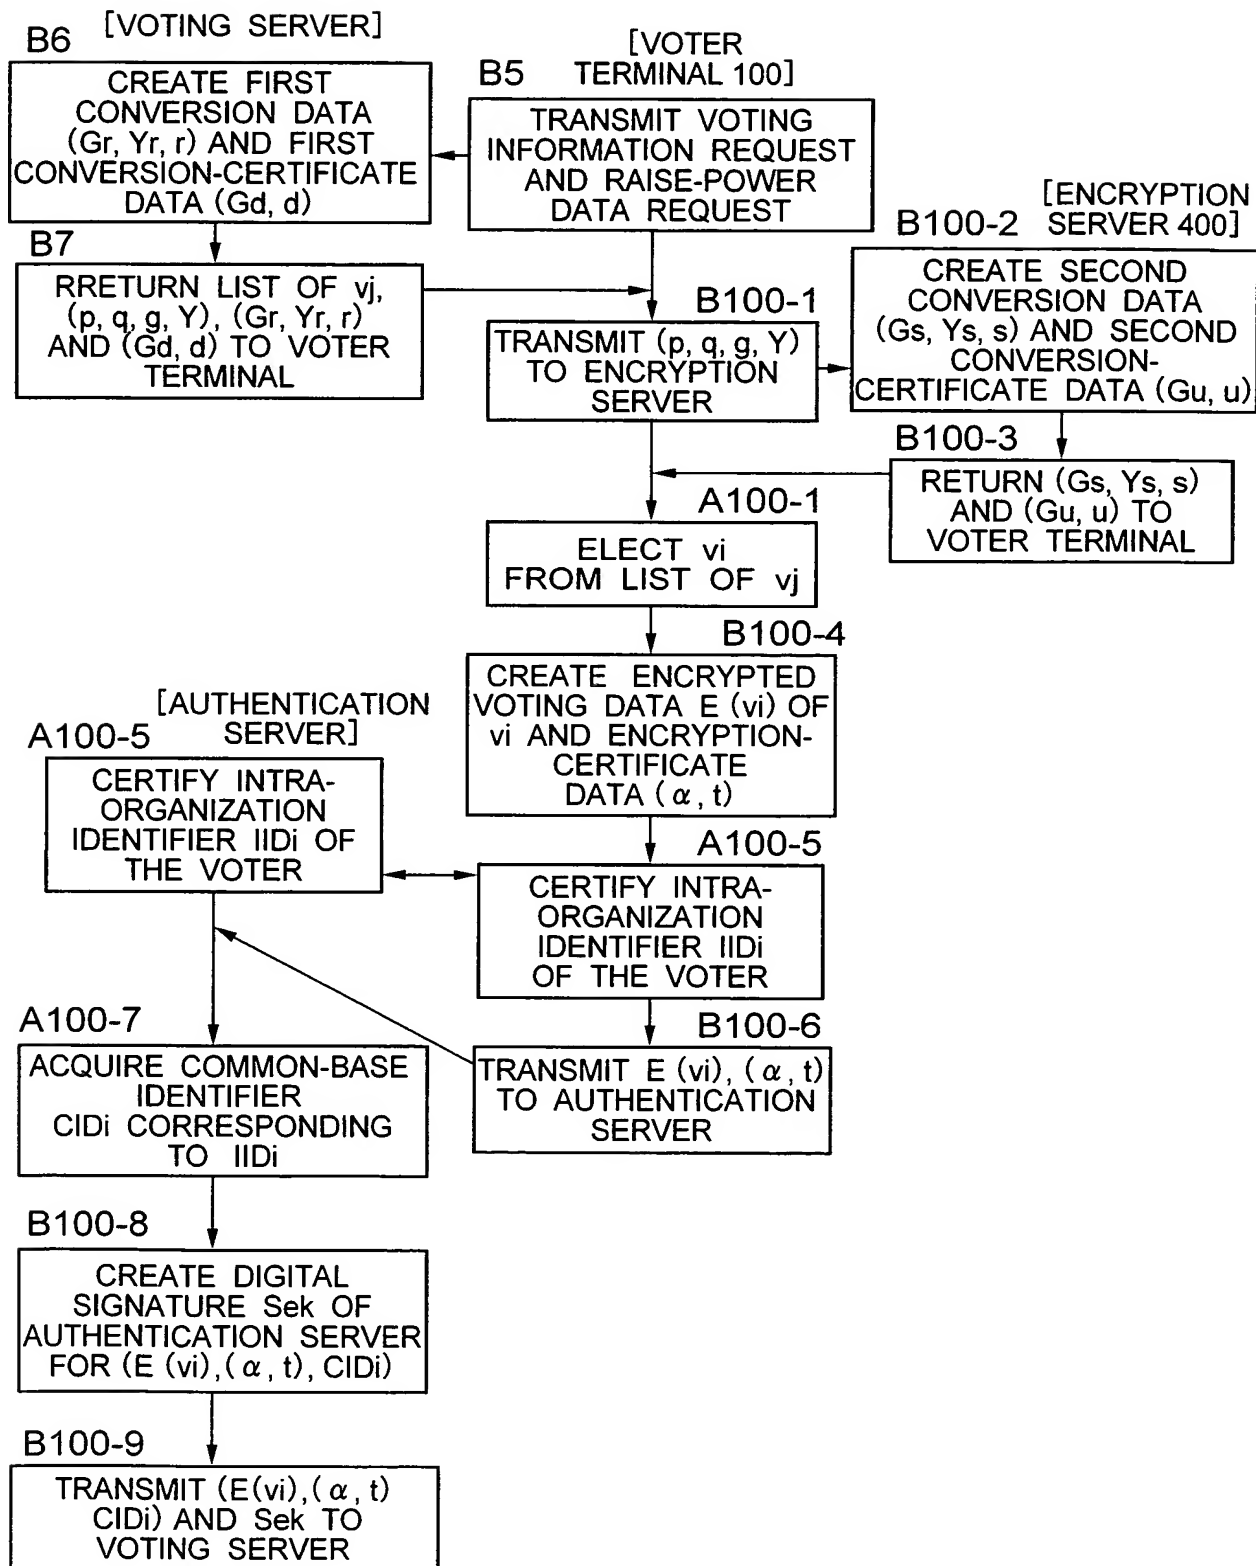 [VOTING SERVER]
B6
CREATE FIRST
CONVERSION DATA
(Gr, Yr, r) AND FIRST
CONVERSION-CERTIFICATE
DATA (Gd, d)
[VOTER
TERMINAL 100]
B5
TRANSMIT VOTING
INFORMATION REQUEST
AND RAISE-POWER
DATA REQUEST
B7
RRETURN LIST OF vj,
(p, q, g, Y), (Gr, Yr, r)
AND (Gd, d) TO VOTER
TERMINAL
B100-1
TRANSMIT (p, q, g, Y)
TO ENCRYPTION
SERVER
[ENCRYPTION
SERVER 400]
B100-2
CREATE SECOND
CONVERSION DATA
(Gs, Ys, s) AND SECOND
CONVERSION-
CERTIFICATE DATA (Gu, u)
B100-3
RETURN (Gs, Ys, s)
AND (Gu, u) TO
VOTER TERMINAL
A100-1
ELECT vi
FROM LIST OF vj
B100-4
CREATE ENCRYPTED
VOTING DATA E (vi) OF
vi AND ENCRYPTION-
CERTIFICATE
DATA (α, t)
[AUTHENTICATION
SERVER]
A100-5
CERTIFY INTRA-
ORGANIZATION
IDENTIFIER IIDi OF
THE VOTER
A100-5
CERTIFY INTRA-
ORGANIZATION
IDENTIFIER IIDi
OF THE VOTER
B100-6
TRANSMIT E (vi), (α, t)
TO AUTHENTICATION
SERVER
A100-7
ACQUIRE COMMON-BASE
IDENTIFIER
CIDi CORRESPONDING
TO IIDi
B100-8
CREATE DIGITAL
SIGNATURE Sek OF
AUTHENTICATION SERVER
FOR (E (vi), (α, t), CIDi)
B100-9
TRANSMIT (E(vi), (α, t)
CIDi) AND Sek TO
VOTING SERVER